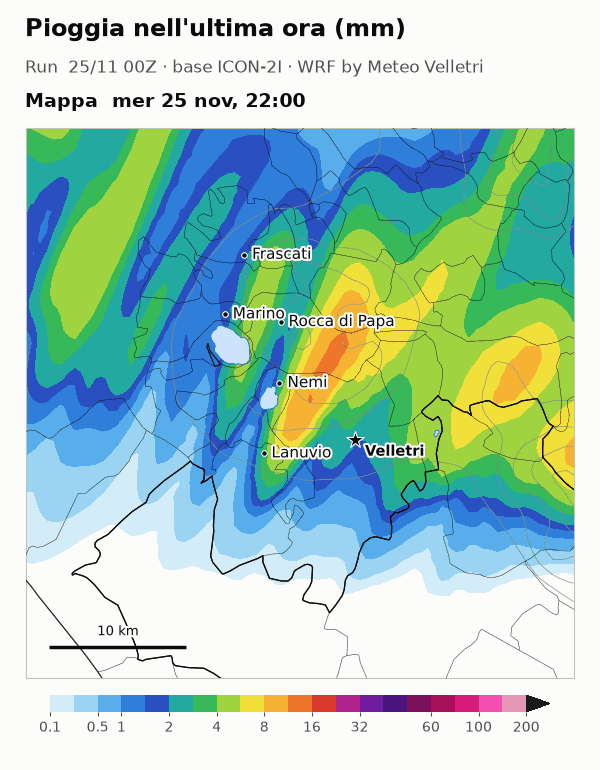 Pioggia nell'ultima ora (mm)
Run  25/11 00Z · base ICON-2I · WRF by Meteo Velletri
Mappa  mer 25 nov, 22:00
Frascati
Marino
Rocca di Papa
Nemi
Lanuvio
Velletri
10 km
0.1 0.5 1 2 4 8 16 32 60 100 200